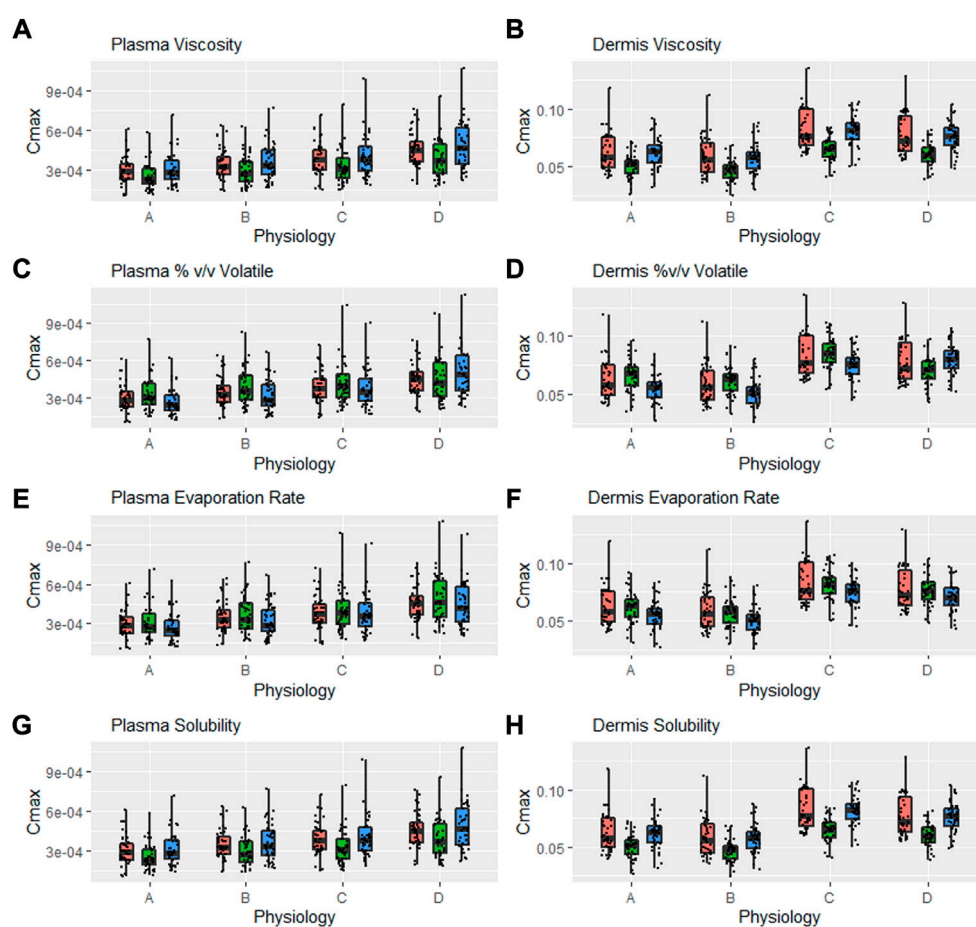 A
Plasma Viscosity
Cmax
9e-04
6e-04
3e-04
A B C D
Physiology
B
Dermis Viscosity
Cmax
0.10
0.05
A B C D
Physiology
C
Plasma % v/v Volatile
Cmax
9e-04
6e-04
3e-04
A B C D
Physiology
D
Dermis %v/v Volatile
Cmax
0.10
0.05
A B C D
Physiology
E
Plasma Evaporation Rate
Cmax
9e-04
6e-04
3e-04
A B C D
Physiology
F
Dermis Evaporation Rate
Cmax
0.10
0.05
A B C D
Physiology
G
Plasma Solubility
Cmax
9e-04
6e-04
3e-04
A B C D
Physiology
H
Dermis Solubility
Cmax
0.10
0.05
A B C D
Physiology